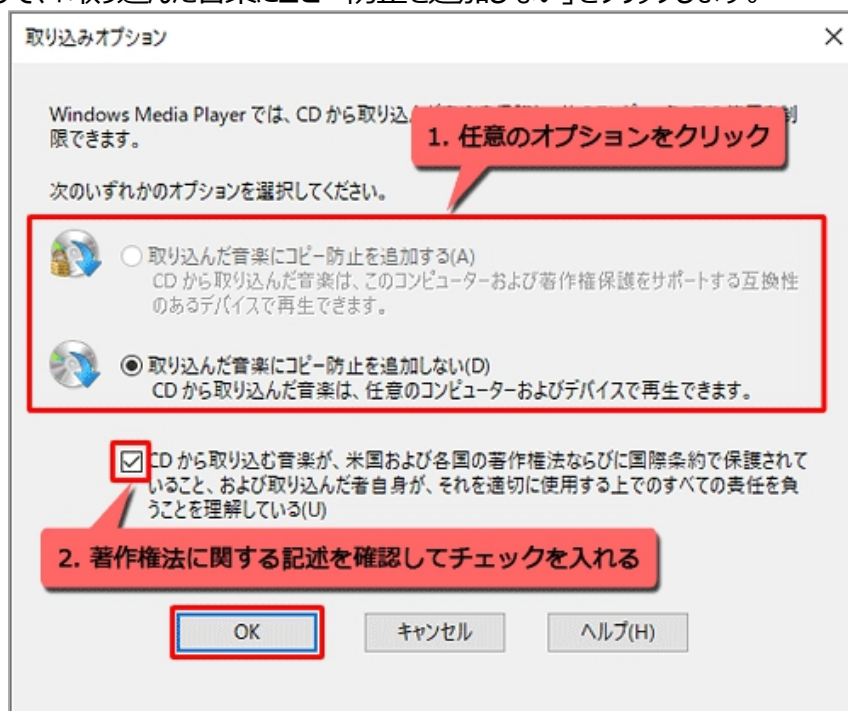 取り込みオプション
Windows Media Player では、CD から取り込
限できます。
1. 任意のオプションをクリック
次のいずれかのオプションを選択してください。
取り込んだ音楽にコピー防止を追加する(A)
CD から取り込んだ音楽は、このコンピューターおよび著作権保護をサポートする互換性
のあるデバイスで再生できます。
取り込んだ音楽にコピー防止を追加しない(D)
CD から取り込んだ音楽は、任意のコンピューターおよびデバイスで再生できます。
CD から取り込む音楽が、米国および各国の著作権法ならびに国際条約で保護されて
いること、および取り込んだ者自身が、それを適切に使用する上でのすべての責任を負
うことを理解している(U)
2. 著作権法に関する記述を確認してチェックを入れる
OK
キャンセル
ヘルプ(H)